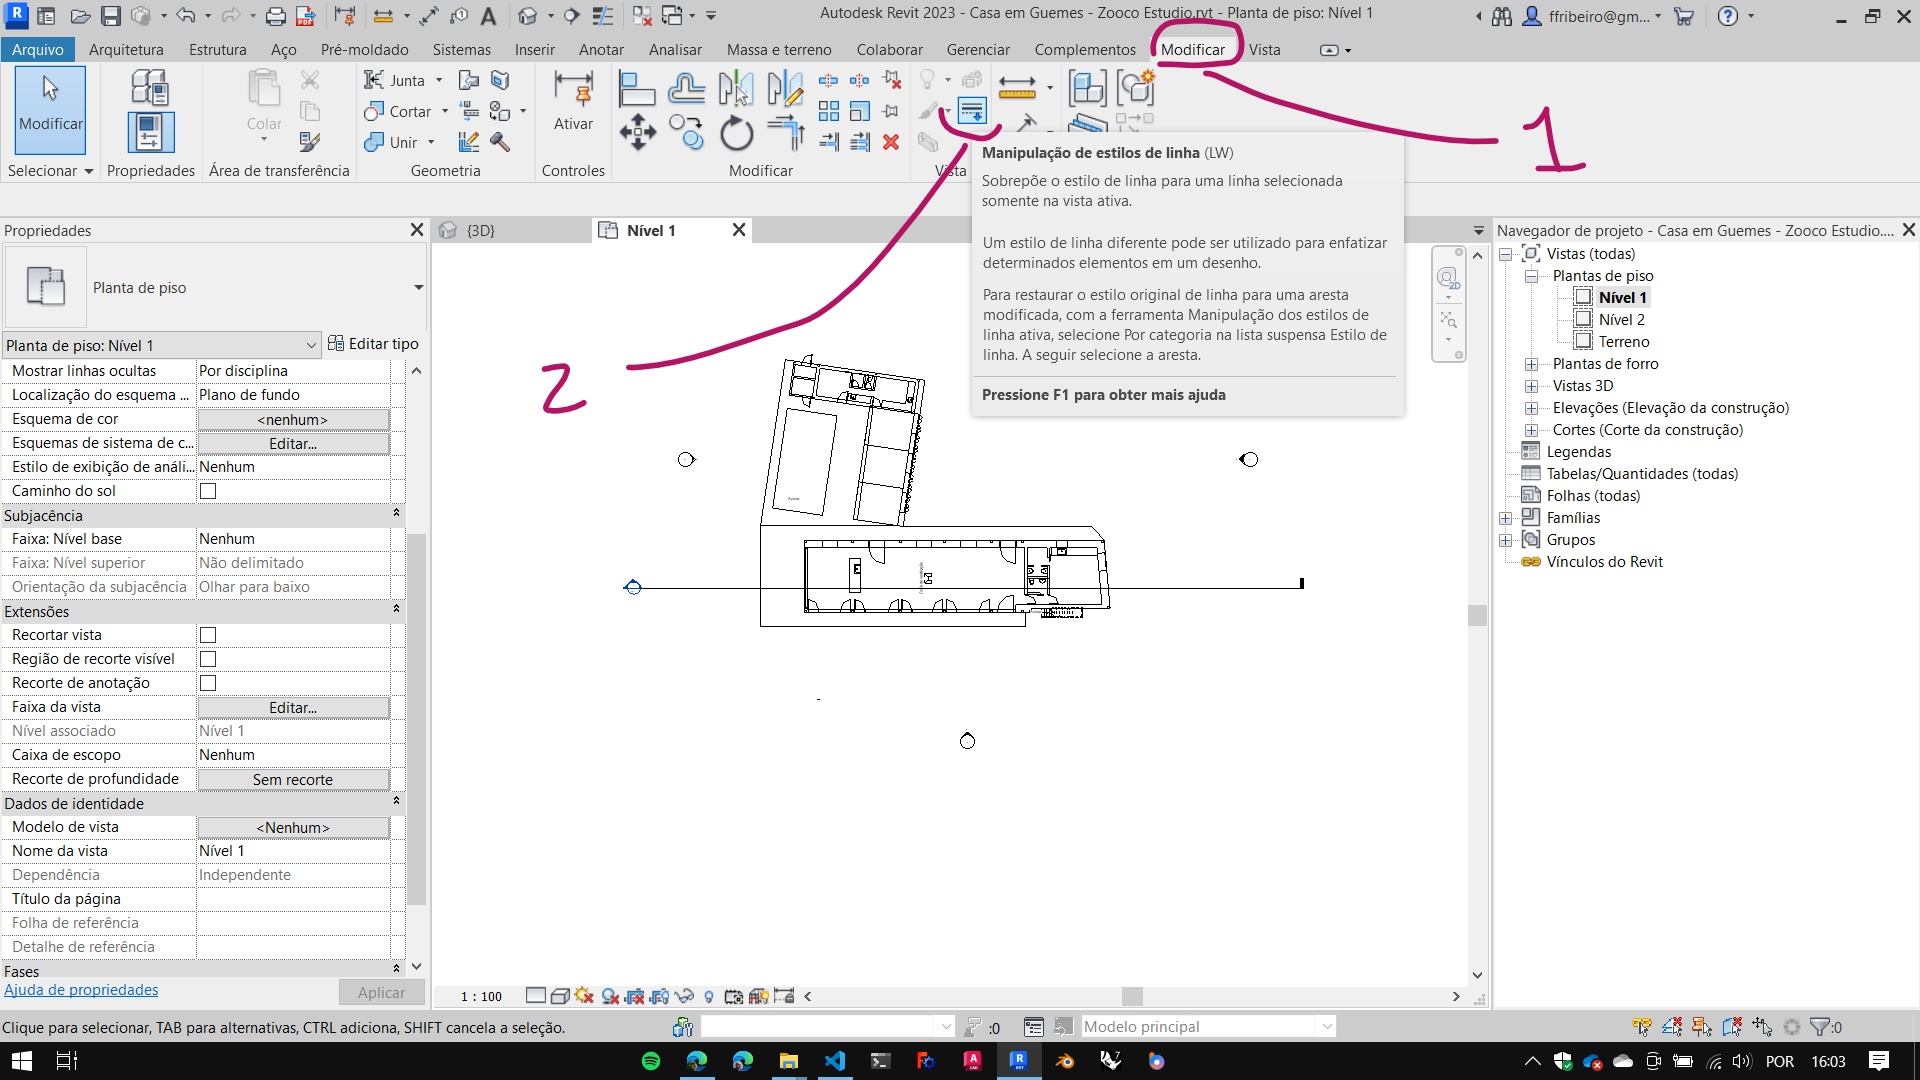 Autodesk Revit 2023 - Casa em Guemes - Zooco Estudio.rvt - Planta de piso: Nível 1
ffribeiro@gm...
Arquivo Arquitetura Estrutura Aço Pré-moldado Sistemas Inserir Anotar Analisar Massa e terreno Colaborar Gerenciar Complementos Modificar Vista
Modificar
Colar
Junta
Cortar
Unir
Ativar
1
Selecionar Propriedades Área de transferência Geometria Controles Modificar Vista
Manipulação de estilos de linha (LW)
Sobrepõe o estilo de linha para uma linha selecionada
somente na vista ativa.
Um estilo de linha diferente pode ser utilizado para enfatizar
determinados elementos em um desenho.
Para restaurar o estilo original de linha para uma aresta
modificada, com a ferramenta Manipulação dos estilos de
linha ativa, selecione Por categoria na lista suspensa Estilo de
linha. A seguir selecione a aresta.
Pressione F1 para obter mais ajuda
2
Propriedades
Planta de piso
Planta de piso: Nível 1 Editar tipo
Mostrar linhas ocultas Por disciplina
Localização do esquema ... Plano de fundo
Esquema de cor <nenhum>
Esquemas de sistema de c... Editar...
Estilo de exibição de análi... Nenhum
Caminho do sol
Subjacência
Faixa: Nível base Nenhum
Faixa: Nível superior Não delimitado
Orientação da subjacência Olhar para baixo
Extensões
Recortar vista
Região de recorte visível
Recorte de anotação
Faixa da vista Editar...
Nível associado Nível 1
Caixa de escopo Nenhum
Recorte de profundidade Sem recorte
Dados de identidade
Modelo de vista <Nenhum>
Nome da vista Nível 1
Dependência Independente
Título da página
Folha de referência
Detalhe de referência
Fases
Ajuda de propriedades Aplicar
{3D} Nível 1
2D
1 : 100
Navegador de projeto - Casa em Guemes - Zooco Estudio....
Vistas (todas)
Plantas de piso
Nível 1
Nível 2
Terreno
Plantas de forro
Vistas 3D
Elevações (Elevação da construção)
Cortes (Corte da construção)
Legendas
Tabelas/Quantidades (todas)
Folhas (todas)
Famílias
Grupos
Vínculos do Revit
Clique para selecionar, TAB para alternativas, CTRL adiciona, SHIFT cancela a seleção. :0 Modelo principal :0
POR 16:03